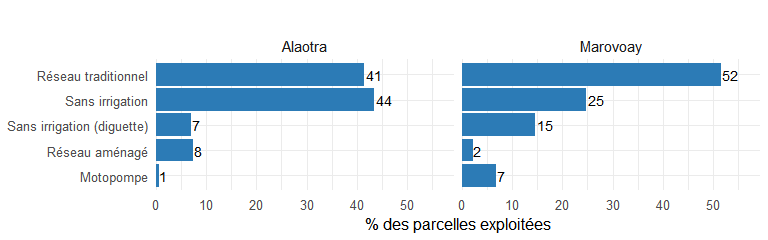 Alaotra Marovoay
Réseau traditionnel 41 52
Sans irrigation 44 25
Sans irrigation (diguette) 7 15
Réseau aménagé 8 2
Motopompe 1 7
0 10 20 30 40 50 0 10 20 30 40 50
% des parcelles exploitées